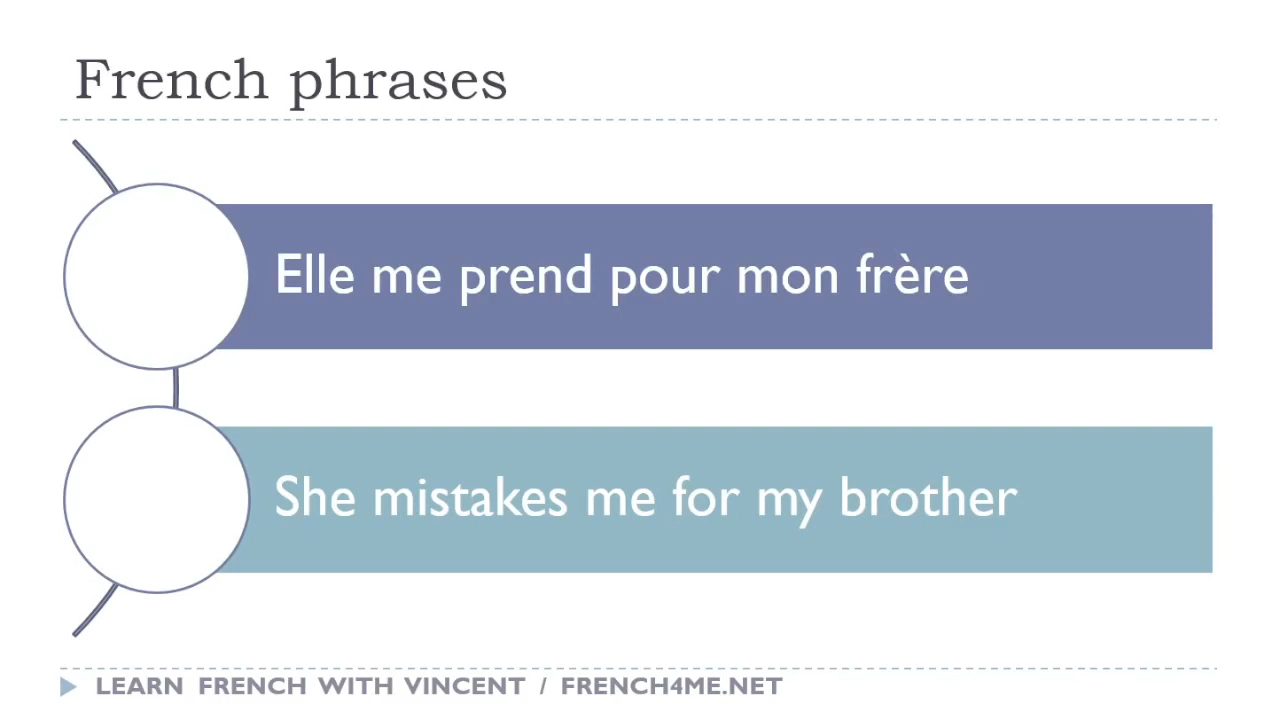 French phrases
Elle me prend pour mon frère
She mistakes me for my brother
LEARN FRENCH WITH VINCENT / FRENCH4ME.NET